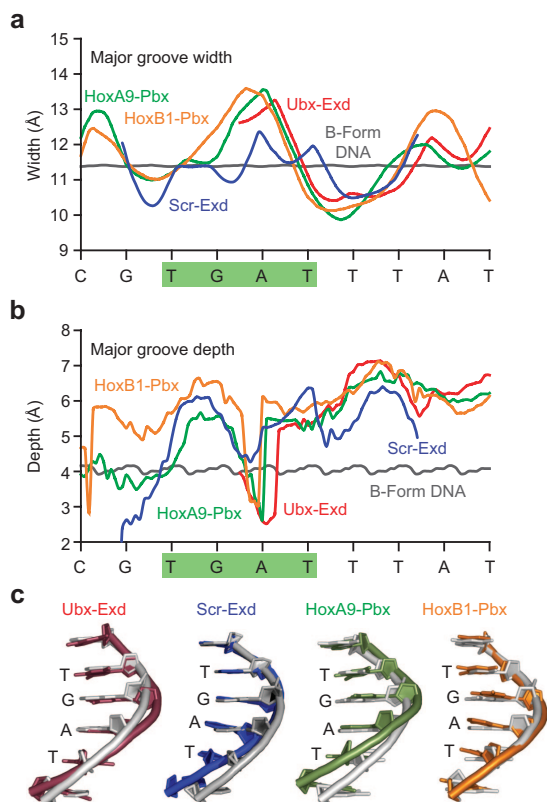 a
15
14
13
12
11
10
9
Width (Å)
Major groove width
HoxA9-Pbx
HoxB1-Pbx
Ubx-Exd
B-Form
DNA
Scr-Exd
C G T G A T T T A T
b
8
7
6
5
4
3
2
Depth (Å)
Major groove depth
HoxB1-Pbx
Scr-Exd
B-Form DNA
HoxA9-Pbx
Ubx-Exd
C G T G A T T T A T
c
Ubx-Exd Scr-Exd HoxA9-Pbx HoxB1-Pbx
T T T T
G G G G
A A A A
T T T T